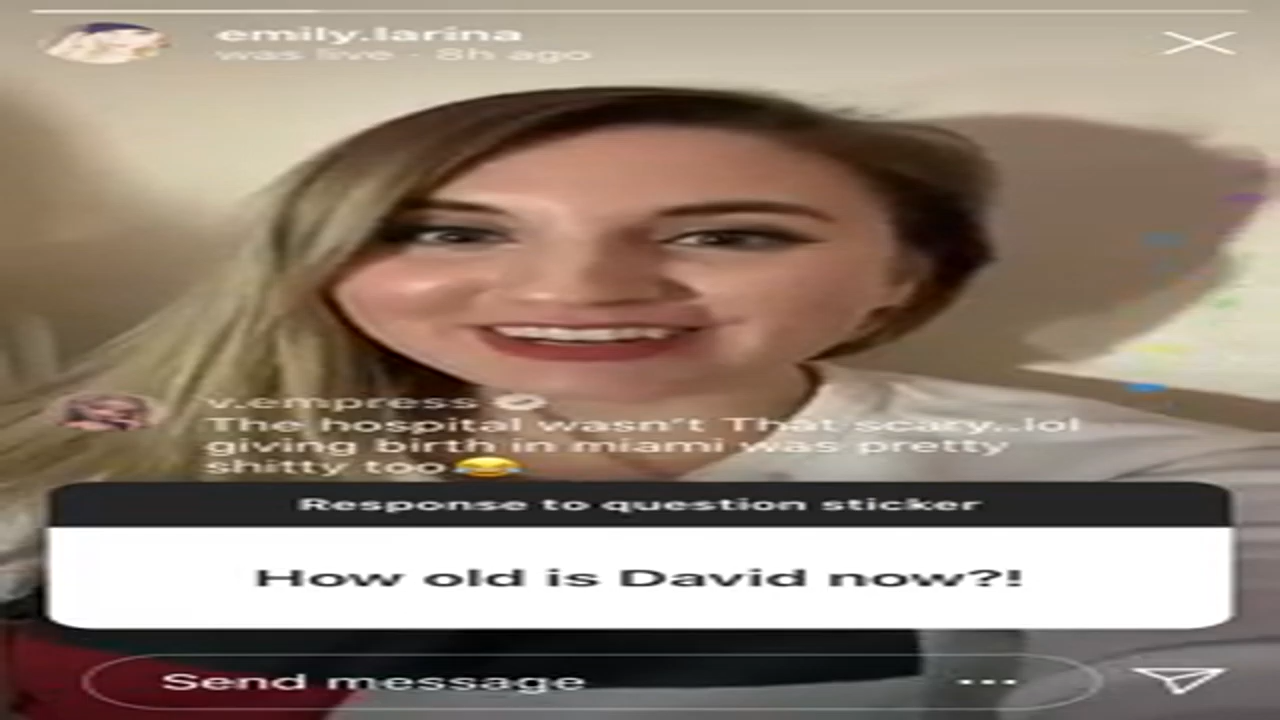 emily.larina
was live · 8h ago
v.empress
The hospital wasn't That scary..lol
giving birth in miami was pretty
shitty too😂
Response to question sticker
How old is David now?!
Send message